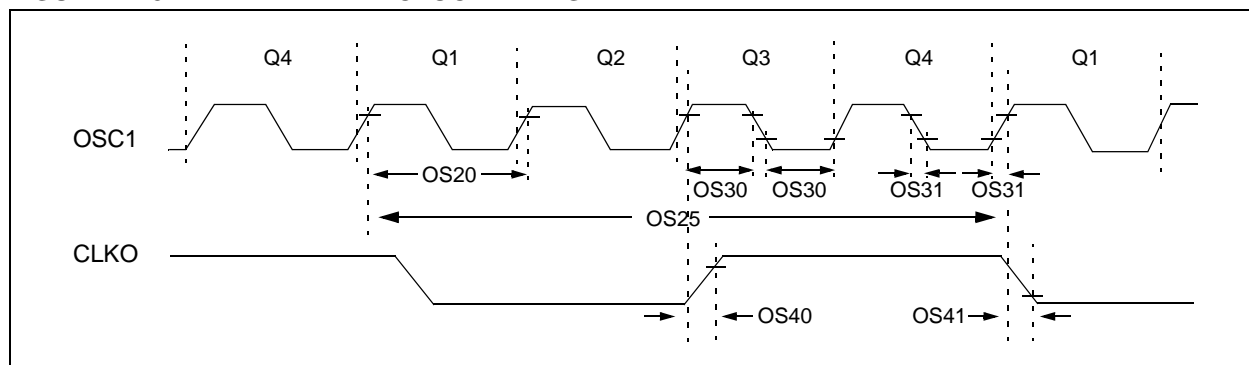 Q4 Q1 Q2 Q3 Q4 Q1
OSC1
OS20 OS30 OS30 OS31 OS31
OS25
CLKO
OS40 OS41